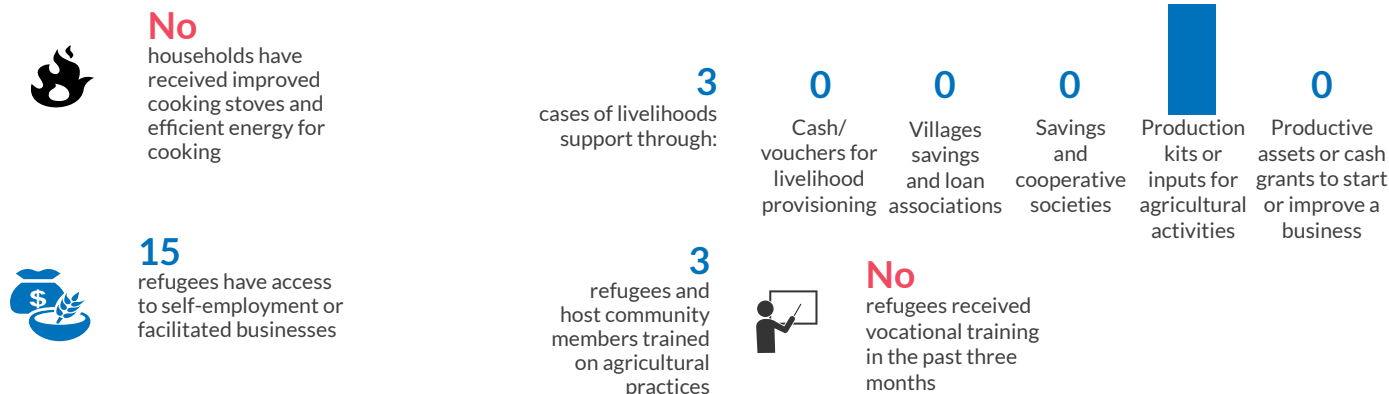 No
households have
received improved
cooking stoves and
efficient energy for
cooking
3
cases of livelihoods
support through:
0
Cash/
vouchers for
livelihood
provisioning
0
Villages
savings
and loan
associations
0
Savings
and
cooperative
societies
Production
kits or
inputs for
agricultural
activities
0
Productive
assets or cash
grants to start
or improve a
business
$
15
refugees have access
to self-employment or
facilitated businesses
3
refugees and
host community
members trained
on agricultural
practices
No
refugees received
vocational training
in the past three
months